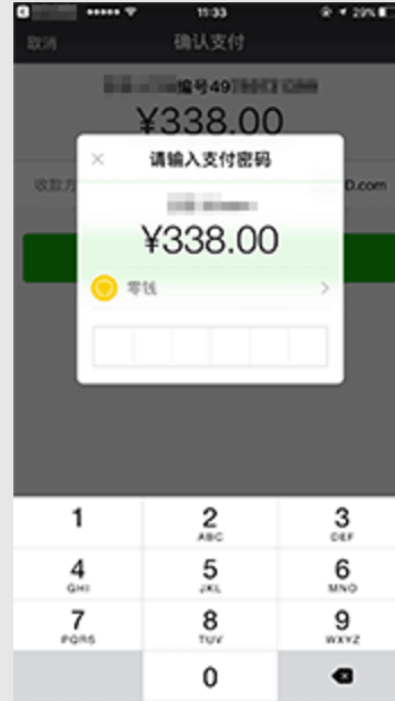 11:33
29%
取消
确认支付
编号49
¥338.00
收款方
D.com
×
请输入支付密码
¥338.00
零钱
1
2
ABC
3
DEF
4
GHI
5
JKL
6
MNO
7
PQRS
8
TUV
9
WXYZ
0